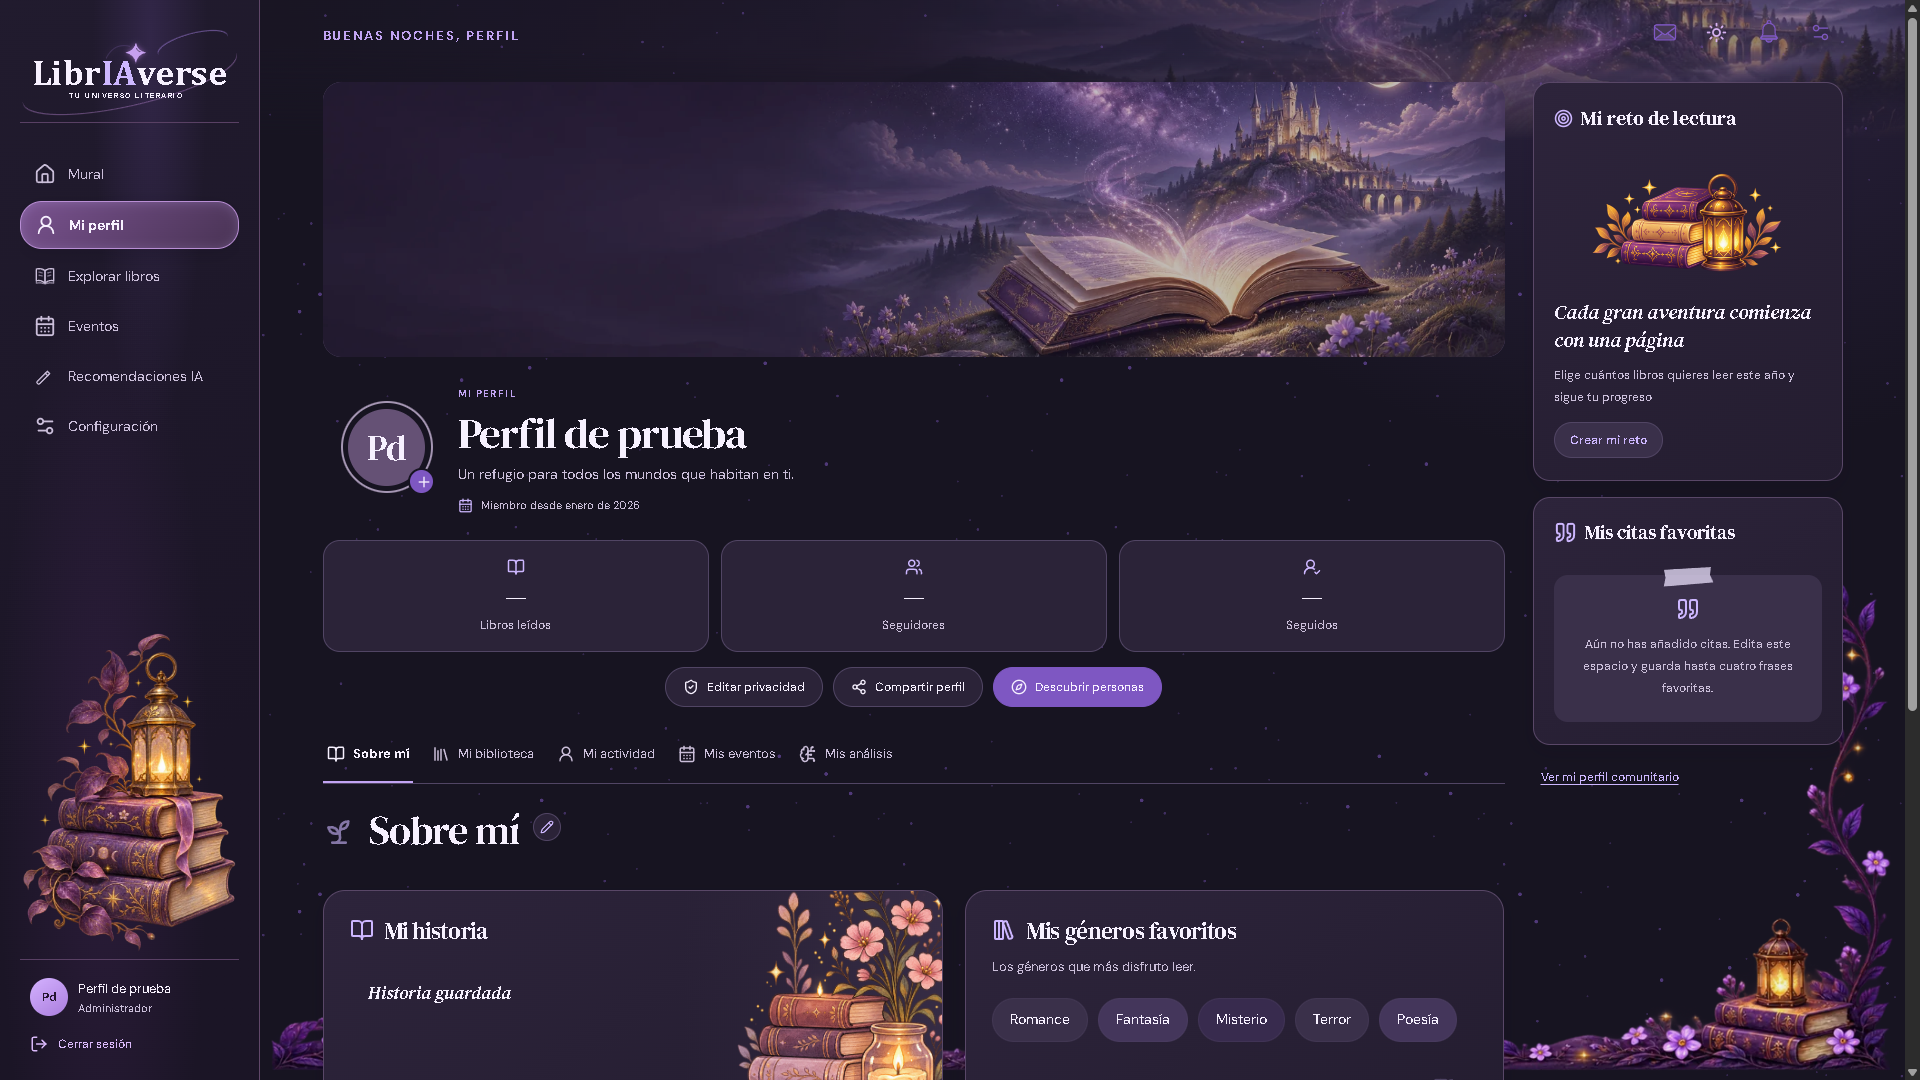 LibrIAverse
TU UNIVERSO LITERARIO
Mural
Mi perfil
Explorar libros
Eventos
Recomendaciones IA
Configuración
Pd
Perfil de prueba
Administrador
Cerrar sesión
BUENAS NOCHES, PERFIL
Pd
MI PERFIL
Perfil de prueba
Un refugio para todos los mundos que habitan en ti.
Miembro desde enero de 2026
—
Libros leídos
—
Seguidores
—
Seguidos
Editar privacidad
Compartir perfil
Descubrir personas
Sobre mí
Mi biblioteca
Mi actividad
Mis eventos
Mis análisis
Sobre mí
Mi historia
Historia guardada
Mis géneros favoritos
Los géneros que más disfruto leer.
Romance
Fantasía
Misterio
Terror
Poesía
Mi reto de lectura
Cada gran aventura comienza
con una página
Elige cuántos libros quieres leer este año y
sigue tu progreso
Crear mi reto
Mis citas favoritas
Aún no has añadido citas. Edita este
espacio y guarda hasta cuatro frases
favoritas.
Ver mi perfil comunitario